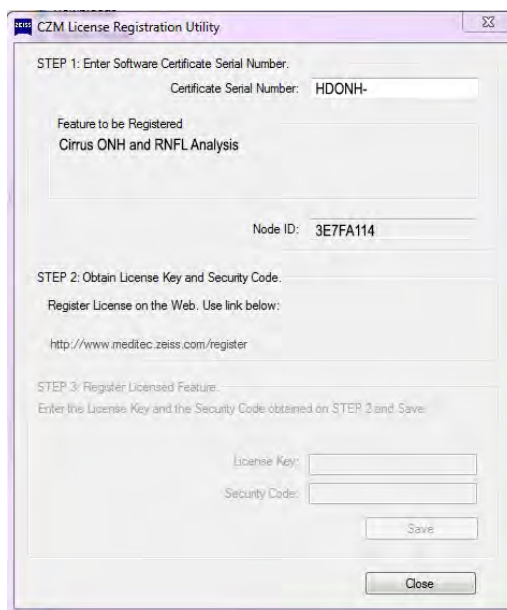 ZEISS CZM License Registration Utility
STEP 1: Enter Software Certificate Serial Number.
Certificate Serial Number: HDONH-
Feature to be Registered
Cirrus ONH and RNFL Analysis
Node ID: 3E7FA114
STEP 2: Obtain License Key and Security Code.
Register License on the Web. Use link below:
http://www.meditec.zeiss.com/register
STEP 3: Register Licensed Feature.
Enter the License Key and the Security Code obtained on STEP 2 and Save.
License Key:
Security Code:
Save
Close